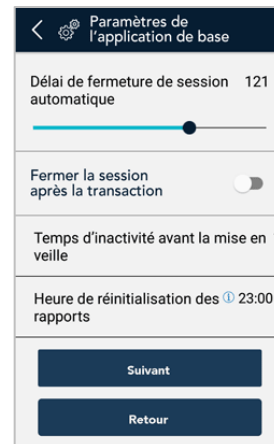 Paramètres de
l'application de base
Délai de fermeture de session 121
automatique
Fermer la session
après la transaction
Temps d'inactivité avant la mise en
veille
Heure de réinitialisation des 23:00
rapports
Suivant
Retour